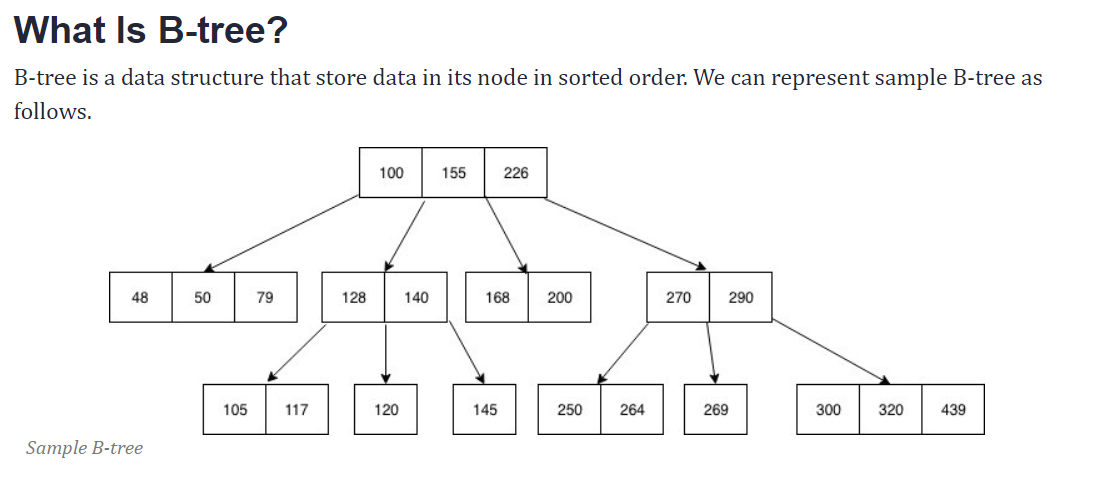 What Is B-tree?
B-tree is a data structure that store data in its node in sorted order. We can represent sample B-tree as
follows.
100 155 226
48 50 79 128 140 168 200 270 290
105 117 120 145 250 264 269 300 320 439
Sample B-tree